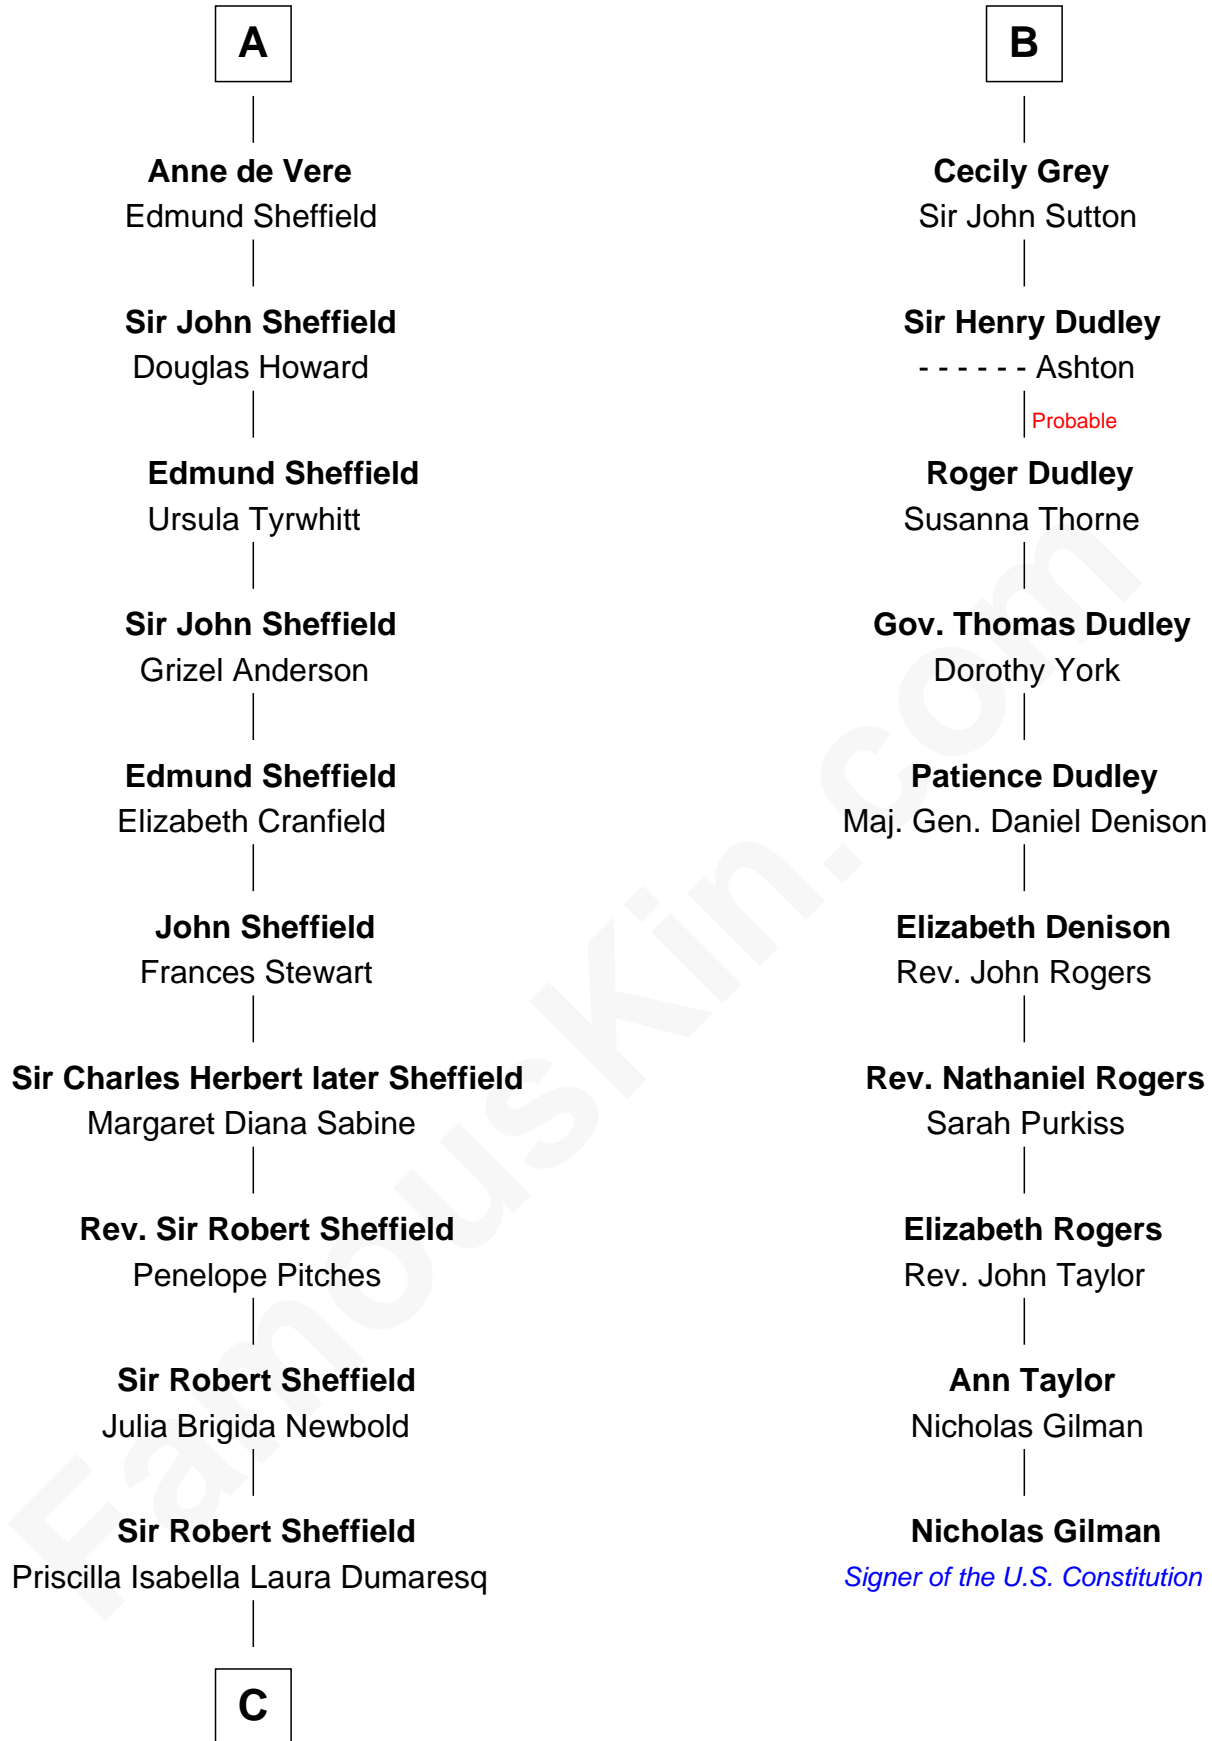 A
Anne de Vere
Edmund Sheffield
Sir John Sheffield
Douglas Howard
Edmund Sheffield
Ursula Tyrwhitt
Sir John Sheffield
Grizel Anderson
Edmund Sheffield
Elizabeth Cranfield
John Sheffield
Frances Stewart
Sir Charles Herbert later Sheffield
Margaret Diana Sabine
Rev. Sir Robert Sheffield
Penelope Pitches
Sir Robert Sheffield
Julia Brigida Newbold
Sir Robert Sheffield
Priscilla Isabella Laura Dumaresq
C
B
Cecily Grey
Sir John Sutton
Sir Henry Dudley
- - - - - - Ashton
Probable
Roger Dudley
Susanna Thorne
Gov. Thomas Dudley
Dorothy York
Patience Dudley
Maj. Gen. Daniel Denison
Elizabeth Denison
Rev. John Rogers
Rev. Nathaniel Rogers
Sarah Purkiss
Elizabeth Rogers
Rev. John Taylor
Ann Taylor
Nicholas Gilman
Nicholas Gilman
Signer of the U.S. Constitution
FamousKin.com